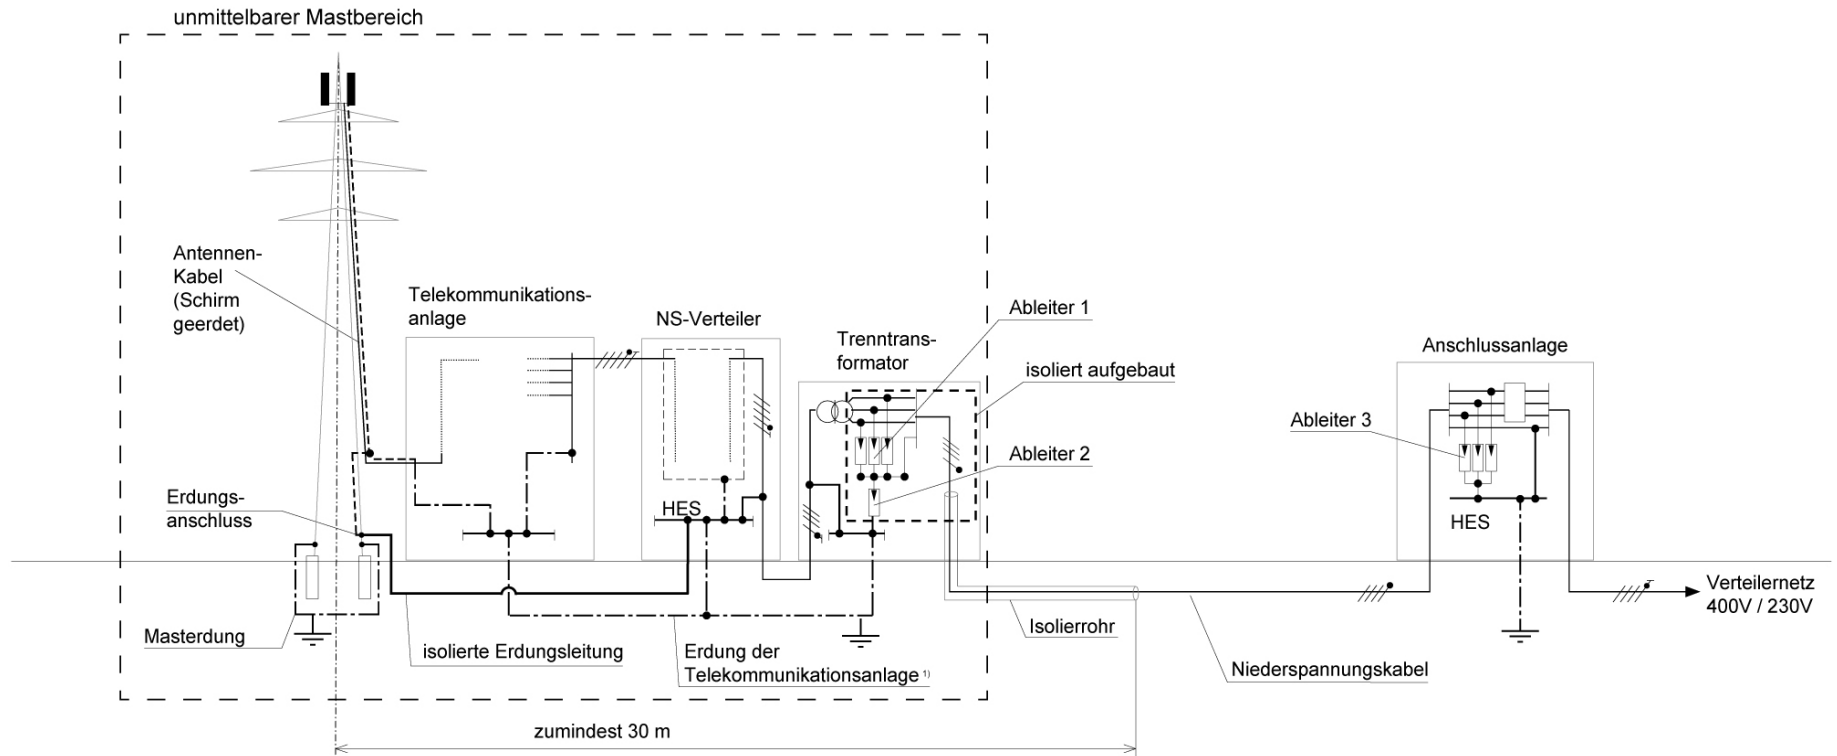 unmittelbarer Mastbereich
Antennen-
Kabel
(Schirm
geerdet)
Telekommunikations-
anlage
NS-Verteiler
Trenntrans-
formator
Ableiter 1
isoliert aufgebaut
Ableiter 2
Anschlussanlage
Ableiter 3
Erdungs-
anschluss
HES
HES
Masterdung
isolierte Erdungsleitung
Erdung der
Telekommunikationsanlage 1)
Isolierrohr
Niederspannungskabel
Verteilernetz
400V / 230V
zumindest 30 m